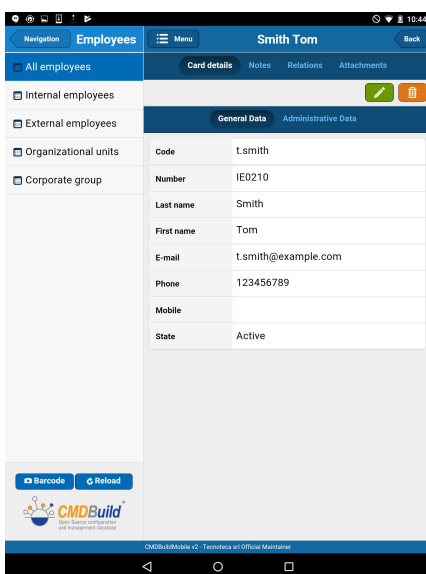 10:44
Navigation Employees Menu Smith Tom Back
All employees
Internal employees
External employees
Organizational units
Corporate group
Card details Notes Relations Attachments
General Data Administrative Data
Code t.smith
Number IE0210
Last name Smith
First name Tom
E-mail t.smith@example.com
Phone 123456789
Mobile
State Active
Barcode Reload
CMDBuild
Open Source configuration
and management database
CMDBuildMobile v2 - Tecnoteca srl Official Maintainer